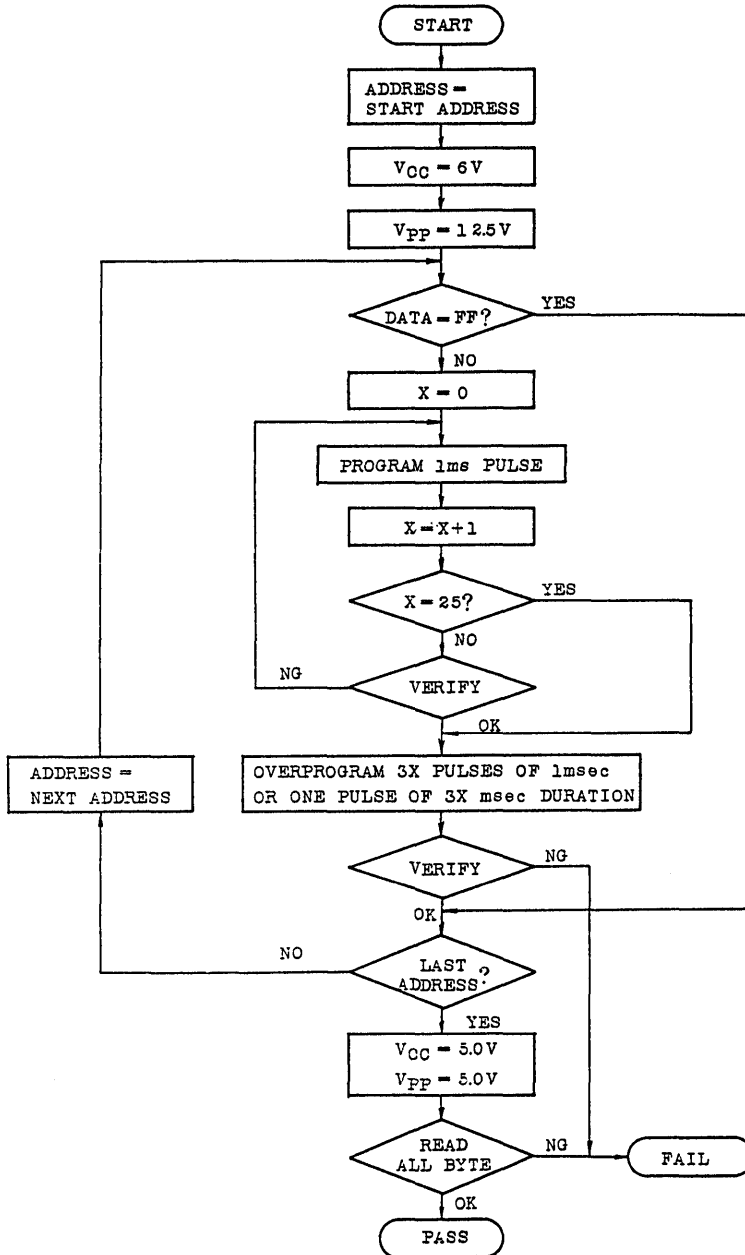 START
ADDRESS =
START ADDRESS
VCC = 6V
VPP = 12.5V
DATA = FF?
YES
NO
X = 0
PROGRAM 1ms PULSE
X = X+1
X = 25?
YES
NO
NG
VERIFY
OK
ADDRESS =
NEXT ADDRESS
OVERPROGRAM 3X PULSES OF 1msec
OR ONE PULSE OF 3X msec DURATION
VERIFY
NG
OK
NO
LAST
ADDRESS?
YES
VCC = 5.0V
VPP = 5.0V
READ
ALL BYTE
NG
FAIL
OK
PASS